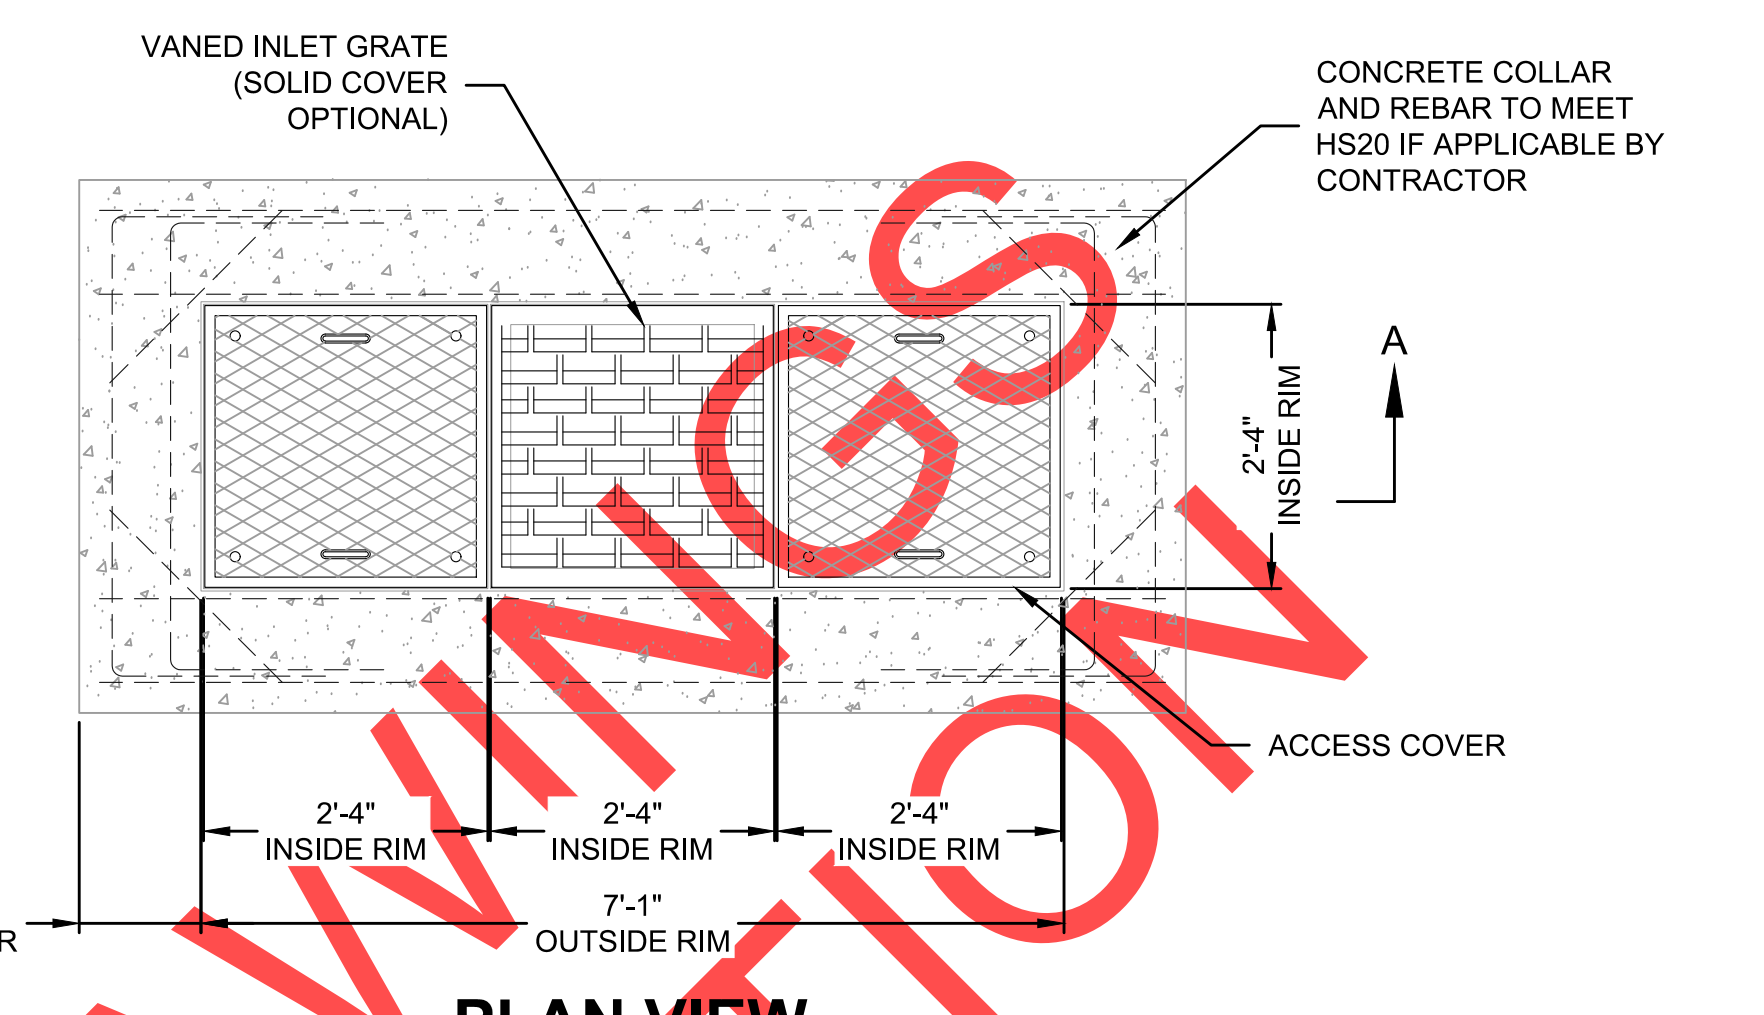 VANED INLET GRATE
(SOLID COVER
OPTIONAL)
CONCRETE COLLAR
AND REBAR TO MEET
HS20 IF APPLICABLE BY
CONTRACTOR
A
2'-4"
INSIDE RIM
ACCESS COVER
2'-4"
INSIDE RIM
2'-4"
INSIDE RIM
2'-4"
INSIDE RIM
7'-1"
OUTSIDE RIM
R
PLAN VIEW